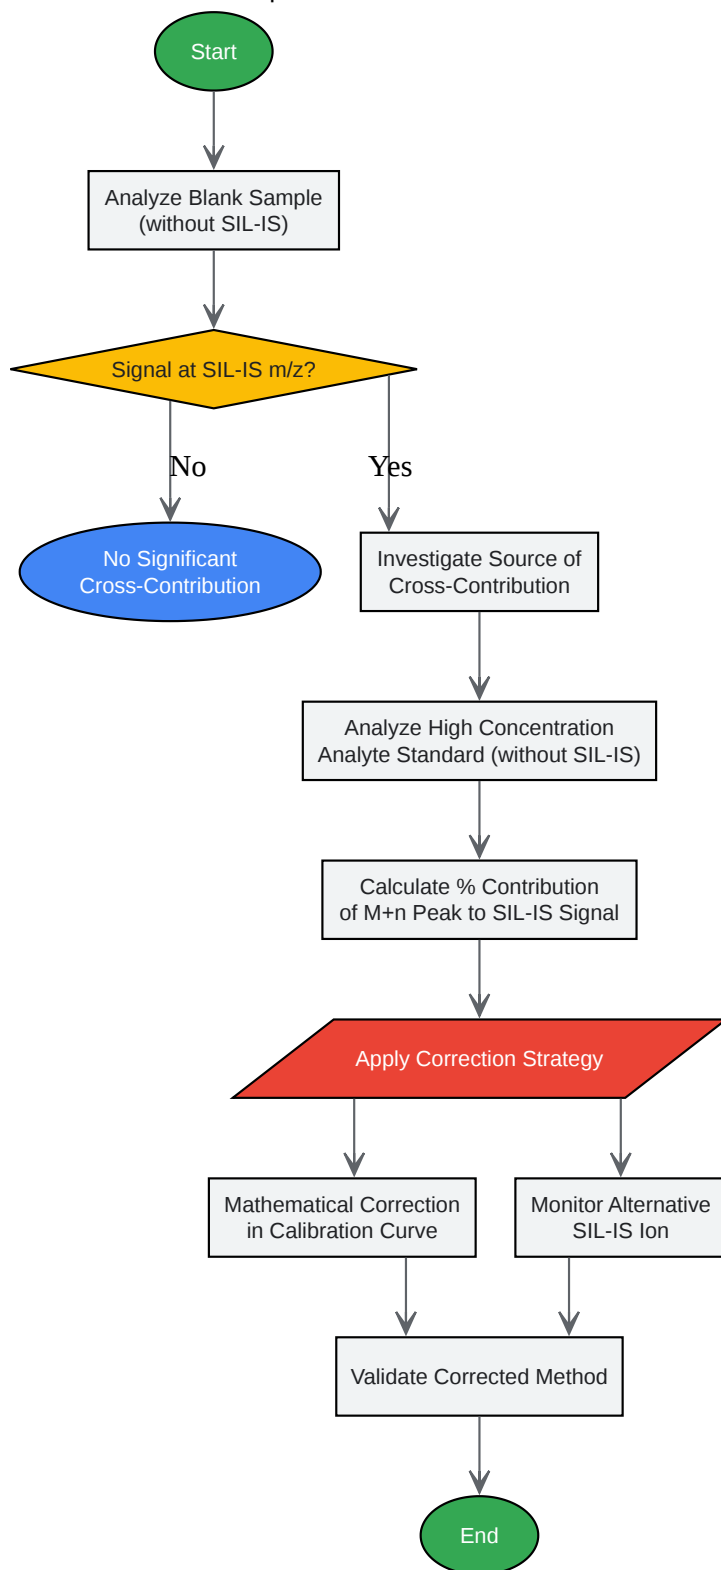 Start
Analyze Blank Sample
(without SIL-IS)
Signal at SIL-IS m/z?
No
Yes
No Significant
Cross-Contribution
Investigate Source of
Cross-Contribution
Analyze High Concentration
Analyte Standard (without SIL-IS)
Calculate % Contribution
of M+n Peak to SIL-IS Signal
Apply Correction Strategy
Mathematical Correction
in Calibration Curve
Monitor Alternative
SIL-IS Ion
Validate Corrected Method
End